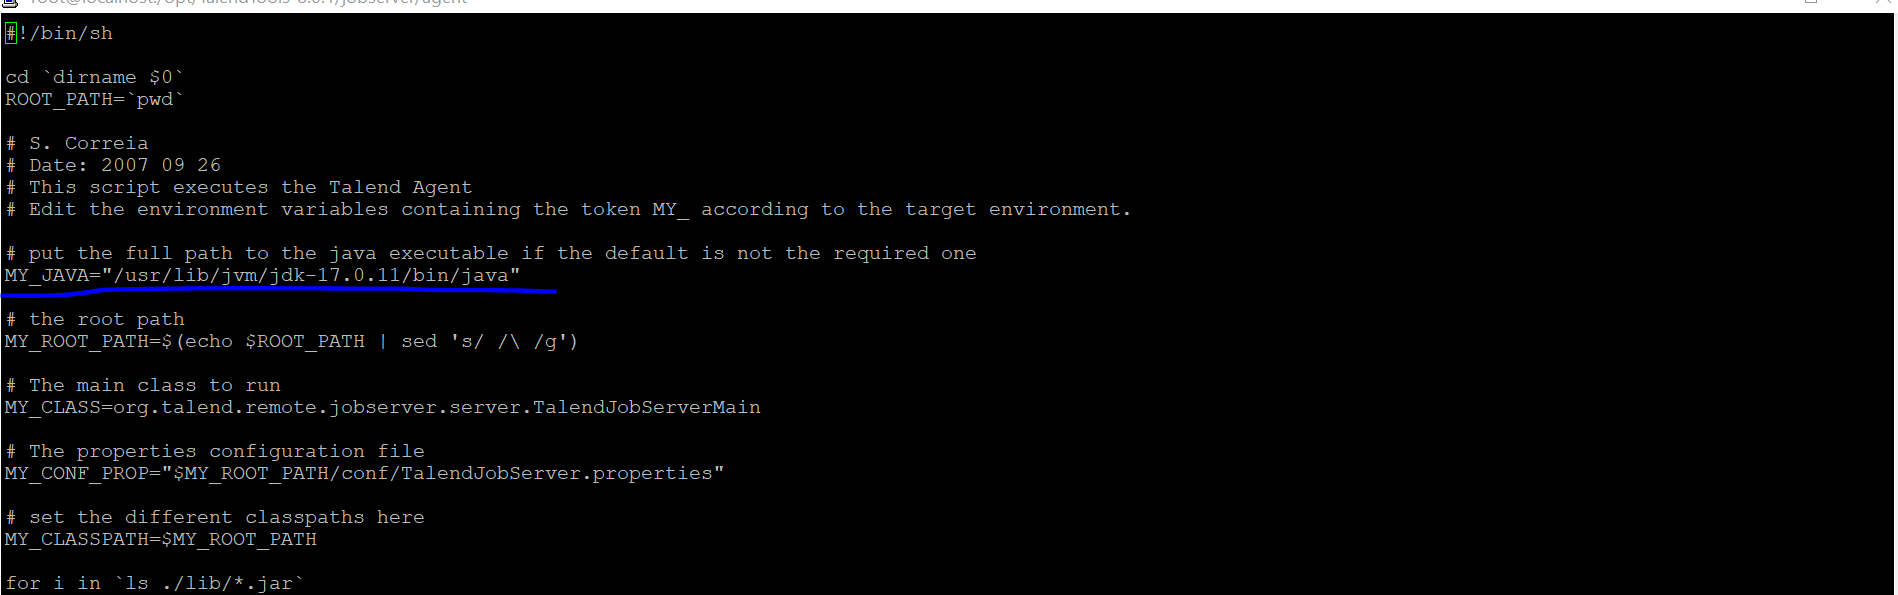 #!/bin/sh
cd `dirname $0`
ROOT_PATH=`pwd`
# S. Correia
# Date: 2007 09 26
# This script executes the Talend Agent
# Edit the environment variables containing the token MY_ according to the target environment.
# put the full path to the java executable if the default is not the required one
MY_JAVA="/usr/lib/jvm/jdk-17.0.11/bin/java"
# the root path
MY_ROOT_PATH=$(echo $ROOT_PATH | sed 's/ /\ /g')
# The main class to run
MY_CLASS=org.talend.remote.jobserver.server.TalendJobServerMain
# The properties configuration file
MY_CONF_PROP="$MY_ROOT_PATH/conf/TalendJobServer.properties"
# set the different classpaths here
MY_CLASSPATH=$MY_ROOT_PATH
for i in `ls ./lib/*.jar`